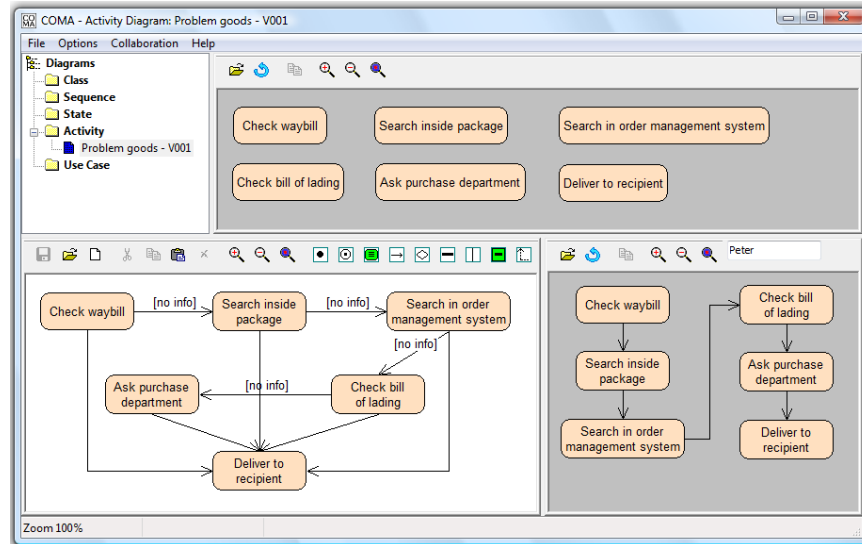 CO
MA
COMA - Activity Diagram: Problem goods - V001
File Options Collaboration Help
Diagrams
Class
Sequence
State
Activity
Problem goods - V001
Use Case
Check waybill
Search inside package
Search in order management system
Check bill of lading
Ask purchase department
Deliver to recipient
Check waybill
[no info]
Search inside
package
[no info]
Search in order
management system
[no info]
Ask purchase
department
[no info]
Check bill
of lading
Deliver to
recipient
Peter
Check waybill
Search inside
package
Search in order
management system
Check bill
of lading
Ask purchase
department
Deliver to
recipient
Zoom 100%